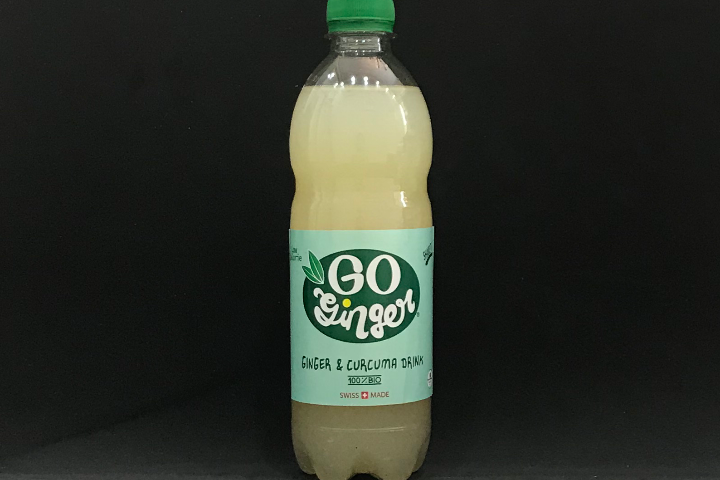 GO
Ginger
GINGER & CURCUMA DRINK
100% BIO
SWISS MADE